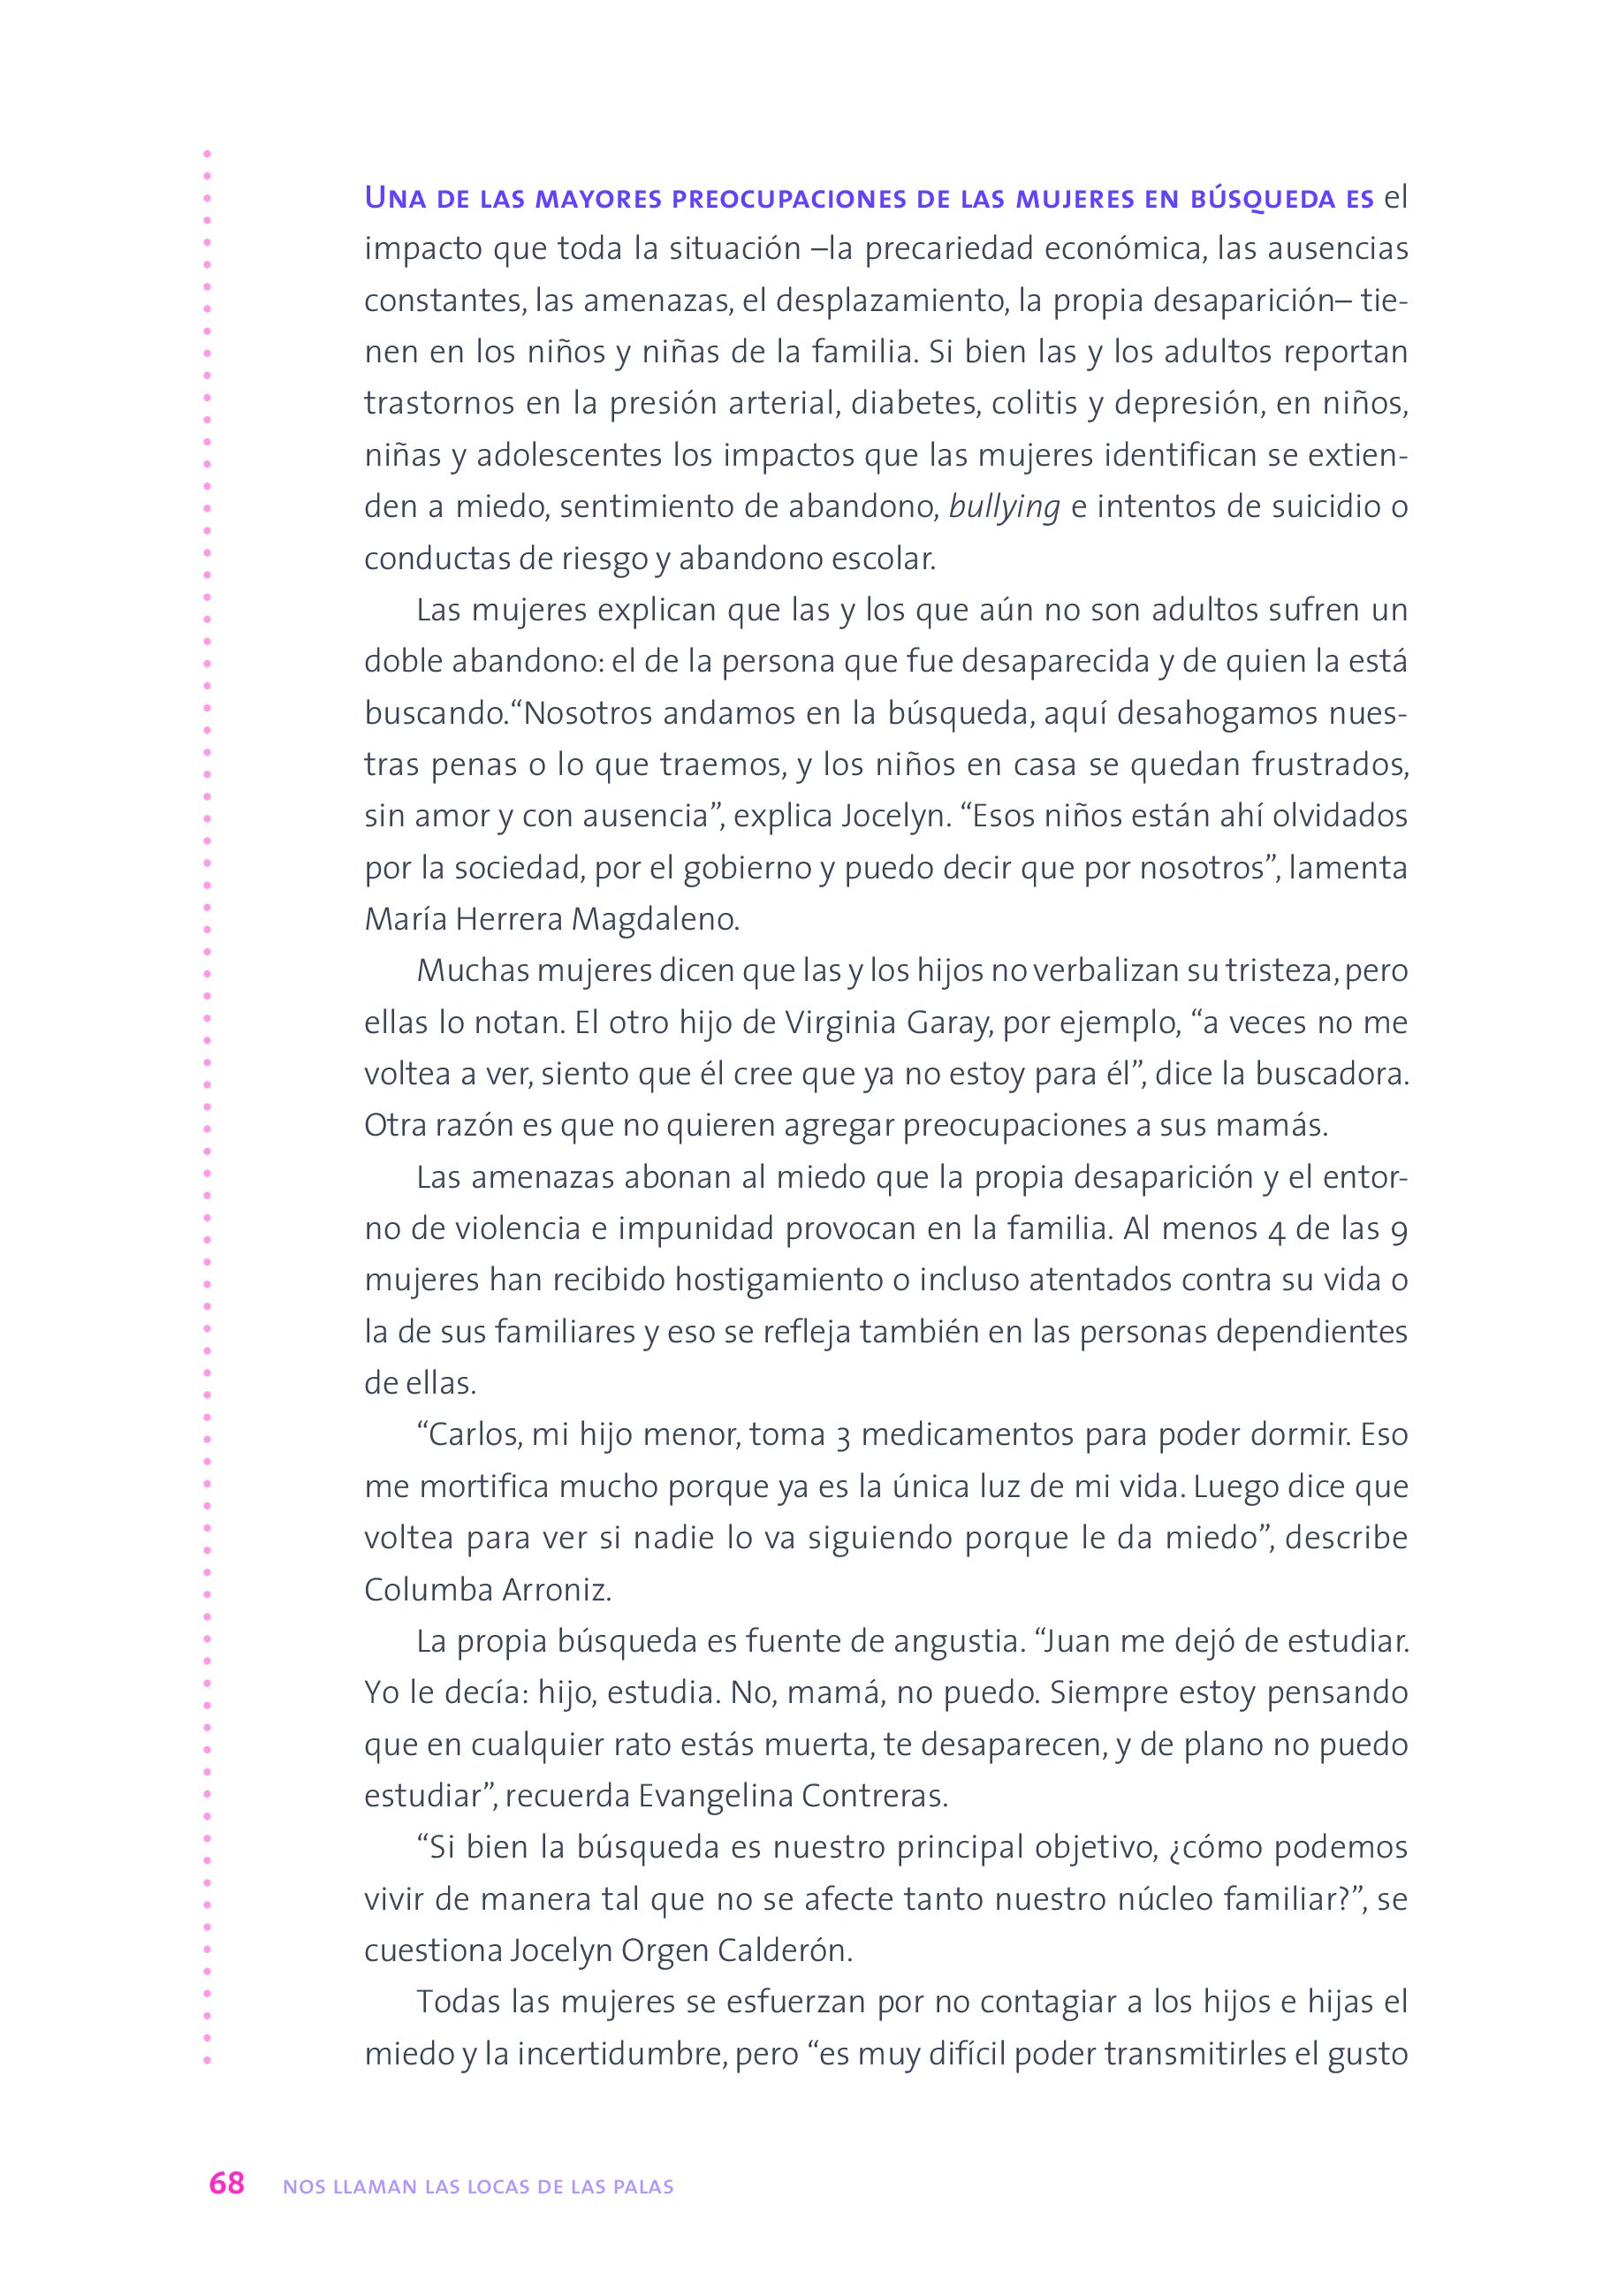 Una de las mayores preocupaciones de las mujeres en búsqueda es el
impacto que toda la situación –la precariedad económica, las ausencias
constantes, las amenazas, el desplazamiento, la propia desaparición– tie-
nen en los niños y niñas de la familia. Si bien las y los adultos reportan
trastornos en la presión arterial, diabetes, colitis y depresión, en niños,
niñas y adolescentes los impactos que las mujeres identifican se extien-
den a miedo, sentimiento de abandono, bullying e intentos de suicidio o
conductas de riesgo y abandono escolar.
Las mujeres explican que las y los que aún no son adultos sufren un
doble abandono: el de la persona que fue desaparecida y de quien la está
buscando.“Nosotros andamos en la búsqueda, aquí desahogamos nues-
tras penas o lo que traemos, y los niños en casa se quedan frustrados,
sin amor y con ausencia”, explica Jocelyn. “Esos niños están ahí olvidados
por la sociedad, por el gobierno y puedo decir que por nosotros”, lamenta
María Herrera Magdaleno.
Muchas mujeres dicen que las y los hijos no verbalizan su tristeza, pero
ellas lo notan. El otro hijo de Virginia Garay, por ejemplo, “a veces no me
voltea a ver, siento que él cree que ya no estoy para él”, dice la buscadora.
Otra razón es que no quieren agregar preocupaciones a sus mamás.
Las amenazas abonan al miedo que la propia desaparición y el entor-
no de violencia e impunidad provocan en la familia. Al menos 4 de las 9
mujeres han recibido hostigamiento o incluso atentados contra su vida o
la de sus familiares y eso se refleja también en las personas dependientes
de ellas.
“Carlos, mi hijo menor, toma 3 medicamentos para poder dormir. Eso
me mortifica mucho porque ya es la única luz de mi vida. Luego dice que
voltea para ver si nadie lo va siguiendo porque le da miedo”, describe
Columba Arroniz.
La propia búsqueda es fuente de angustia. “Juan me dejó de estudiar.
Yo le decía: hijo, estudia. No, mamá, no puedo. Siempre estoy pensando
que en cualquier rato estás muerta, te desaparecen, y de plano no puedo
estudiar”, recuerda Evangelina Contreras.
“Si bien la búsqueda es nuestro principal objetivo, ¿cómo podemos
vivir de manera tal que no se afecte tanto nuestro núcleo familiar?”, se
cuestiona Jocelyn Orgen Calderón.
Todas las mujeres se esfuerzan por no contagiar a los hijos e hijas el
miedo y la incertidumbre, pero “es muy difícil poder transmitirles el gusto
68 NOS LLAMAN LAS LOCAS DE LAS PALAS